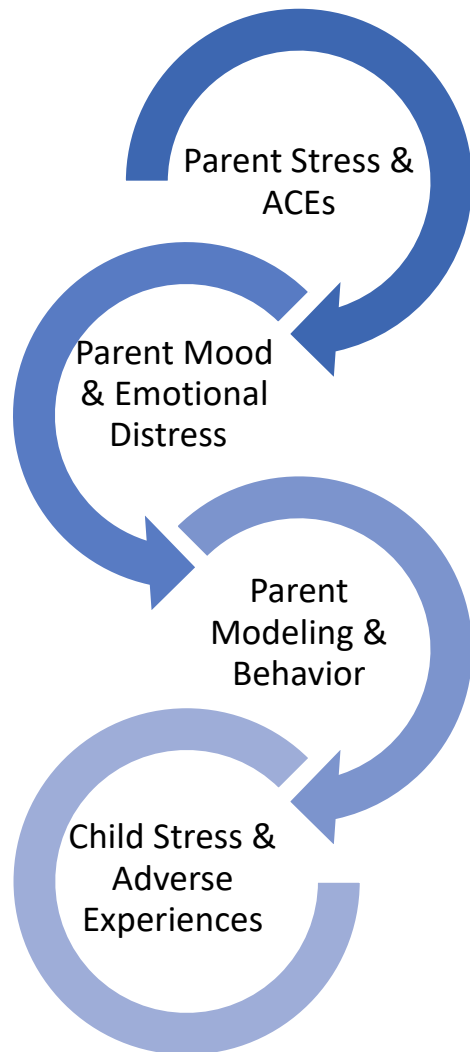 Parent Stress &
ACEs
Parent Mood
& Emotional
Distress
Parent
Modeling &
Behavior
Child Stress &
Adverse
Experiences